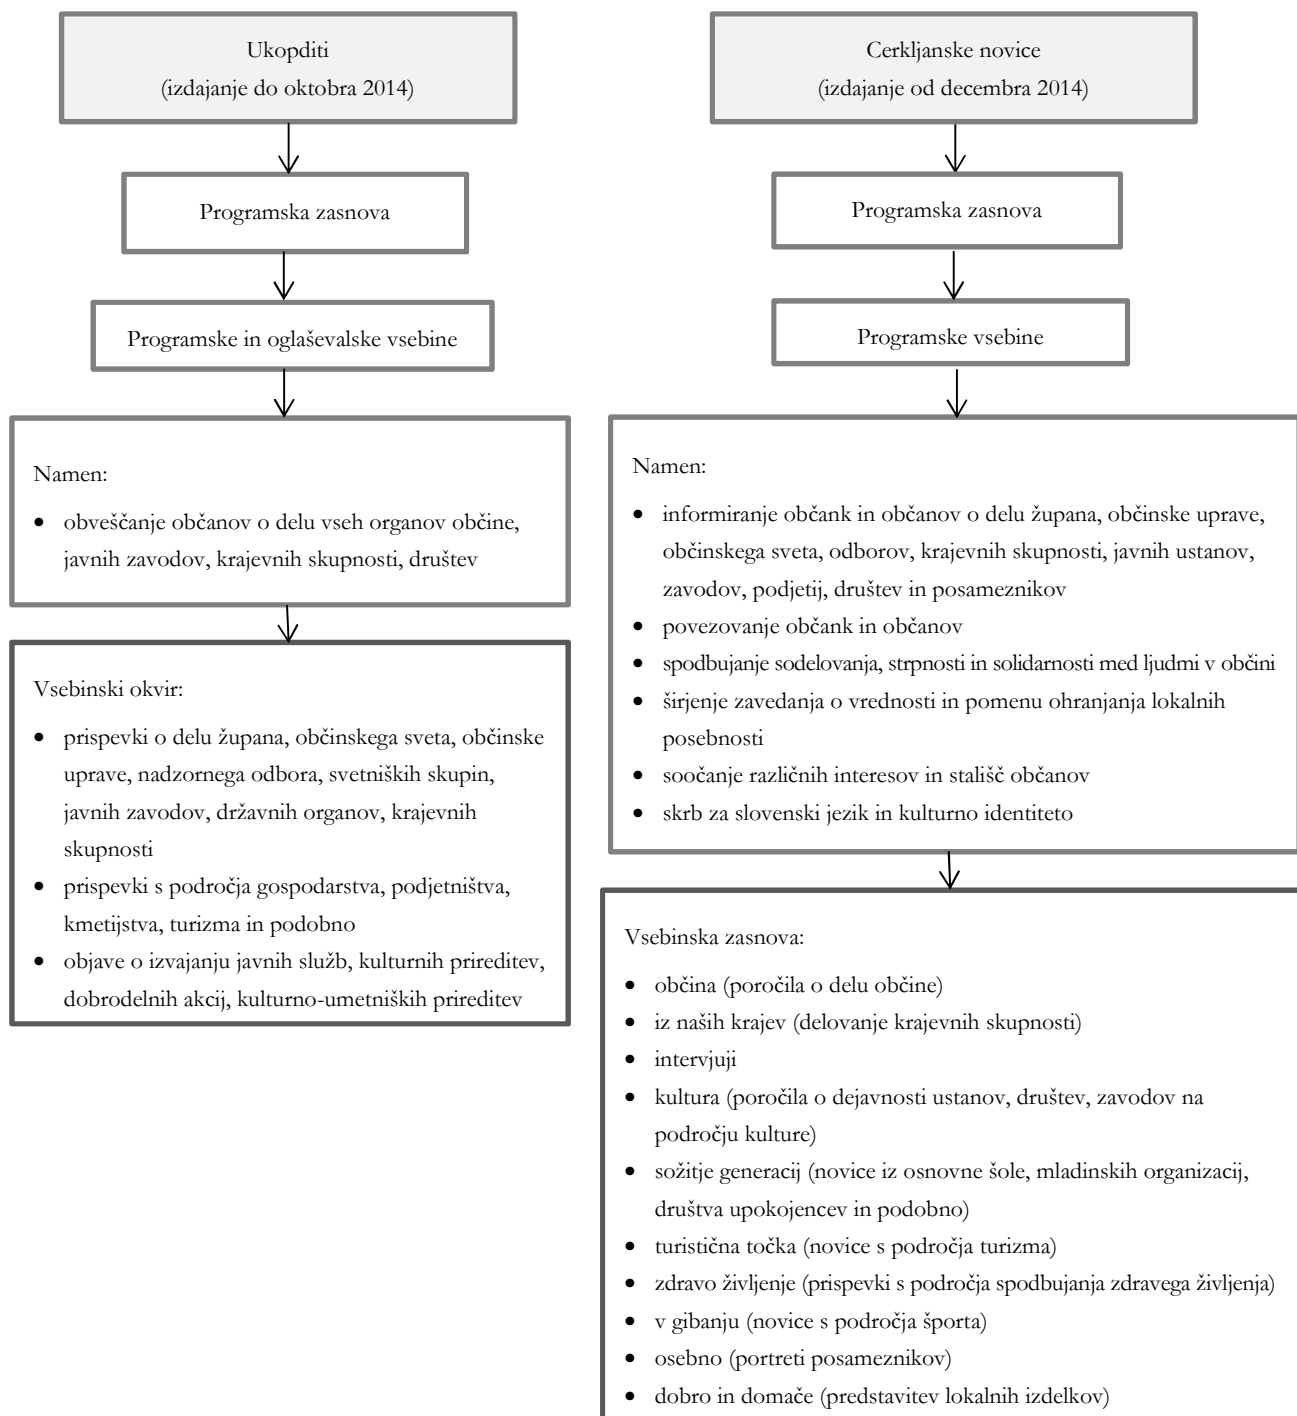 Ukopditi
(izdajanje do oktobra 2014)
Programska zasnova
Programske in oglaševalske vsebine
Namen:
• obveščanje občanov o delu vseh organov občine,
javnih zavodov, krajevnih skupnosti, društev
Vsebinski okvir:
• prispevki o delu župana, občinskega sveta, občinske
uprave, nadzornega odbora, svetniških skupin,
javnih zavodov, državnih organov, krajevnih
skupnosti
• prispevki s področja gospodarstva, podjetništva,
kmetijstva, turizma in podobno
• objave o izvajanju javnih služb, kulturnih prireditev,
dobrodelnih akcij, kulturno-umetniških prireditev
Cerkljanske novice
(izdajanje od decembra 2014)
Programska zasnova
Programske vsebine
Namen:
• informiranje občank in občanov o delu župana, občinske uprave,
občinskega sveta, odborov, krajevnih skupnosti, javnih ustanov,
zavodov, podjetij, društev in posameznikov
• povezovanje občank in občanov
• spodbujanje sodelovanja, strpnosti in solidarnosti med ljudmi v občini
• širjenje zavedanja o vrednosti in pomenu ohranjanja lokalnih
posebnosti
• soočanje različnih interesov in stališč občanov
• skrb za slovenski jezik in kulturno identiteto
Vsebinska zasnova:
• občina (poročila o delu občine)
• iz naših krajev (delovanje krajevnih skupnosti)
• intervjuji
• kultura (poročila o dejavnosti ustanov, društev, zavodov na
področju kulture)
• sožitje generacij (novice iz osnovne šole, mladinskih organizacij,
društva upokojencev in podobno)
• turistična točka (novice s področja turizma)
• zdravo življenje (prispevki s področja spodbujanja zdravega življenja)
• v gibanju (novice s področja športa)
• osebno (portreti posameznikov)
• dobro in domače (predstavitev lokalnih izdelkov)